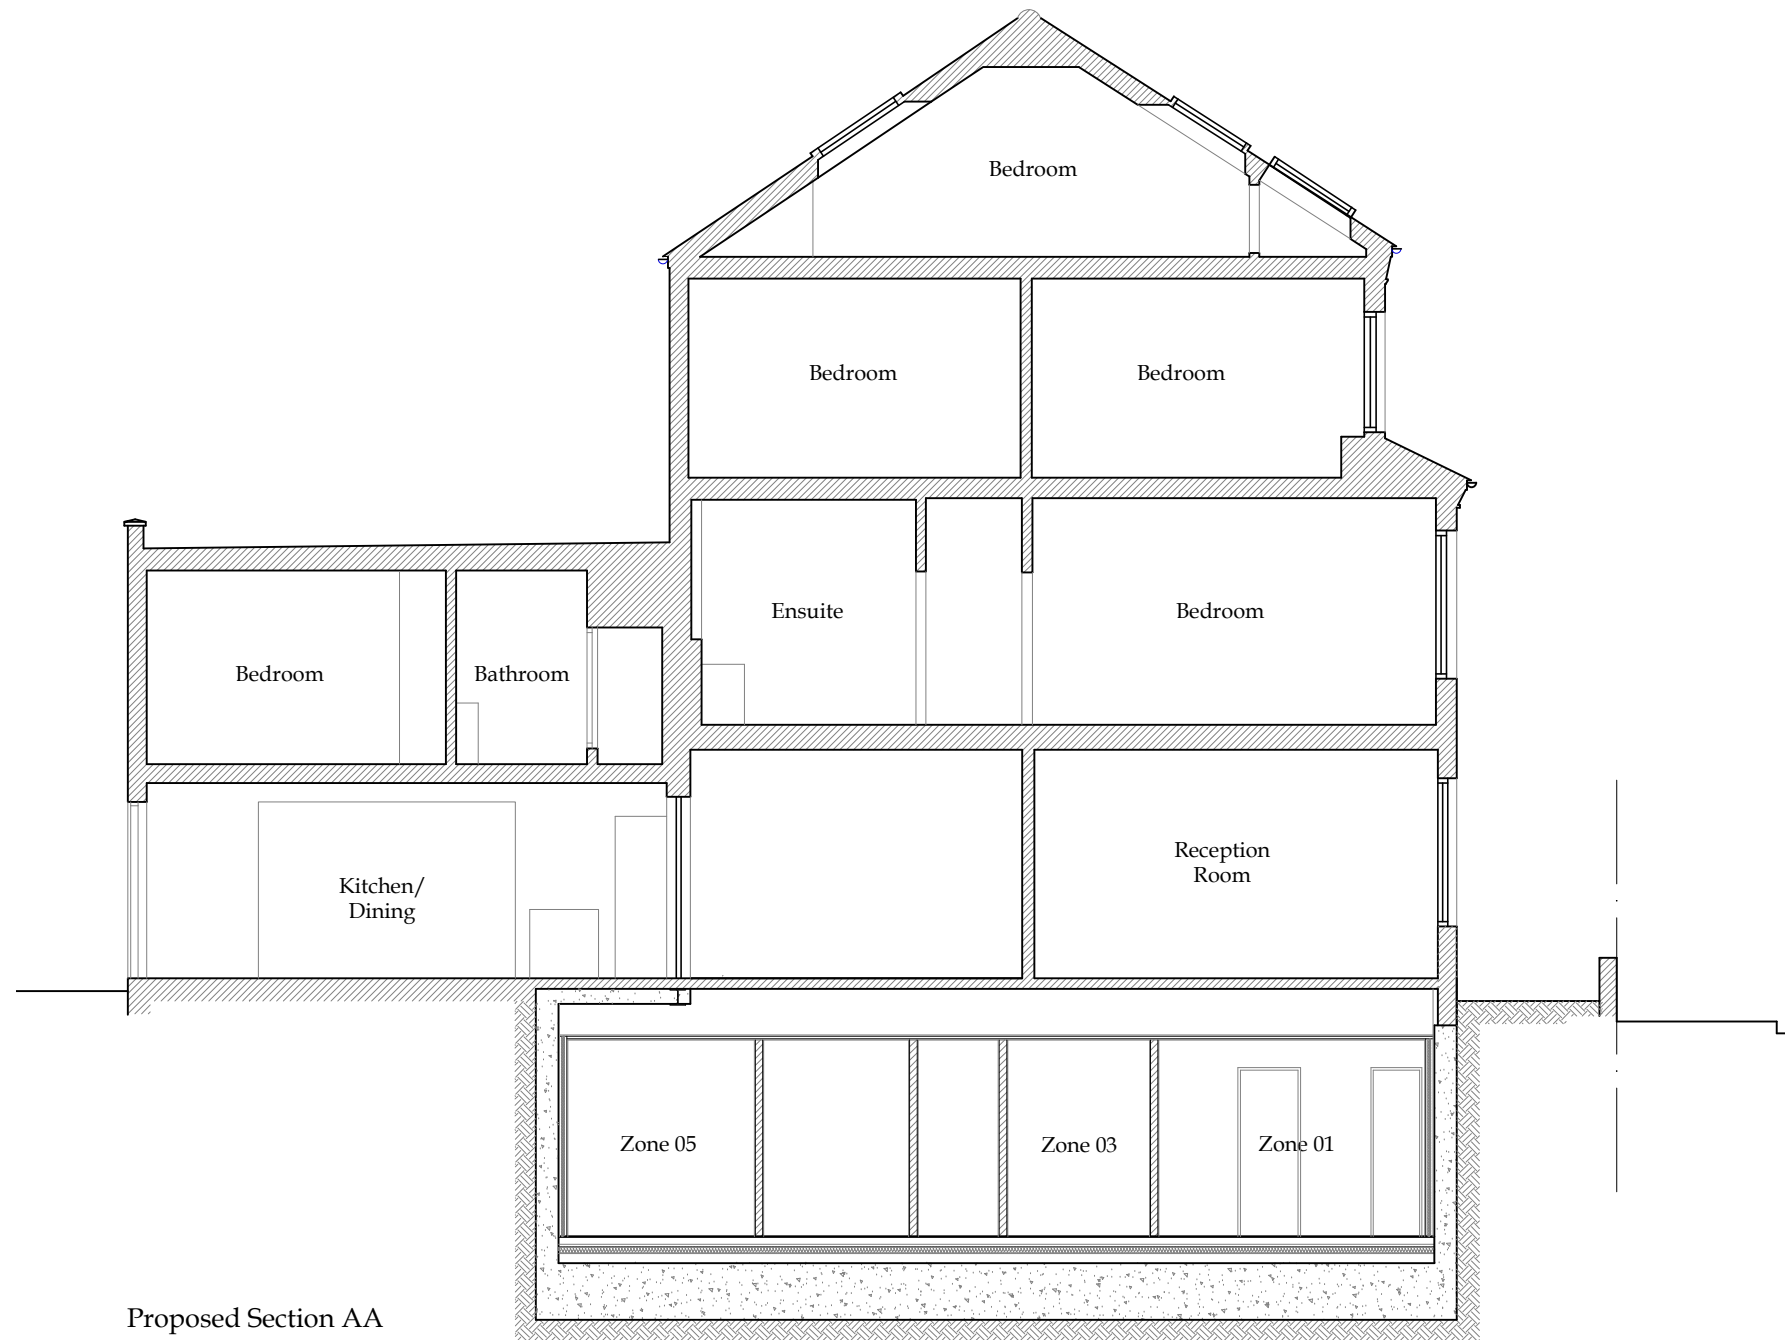 Bedroom
Bedroom
Bedroom
Ensuite
Bedroom
Bedroom
Bathroom
Reception
Room
Kitchen/
Dining
Zone 05
Zone 03
Zone 01
Proposed Section AA